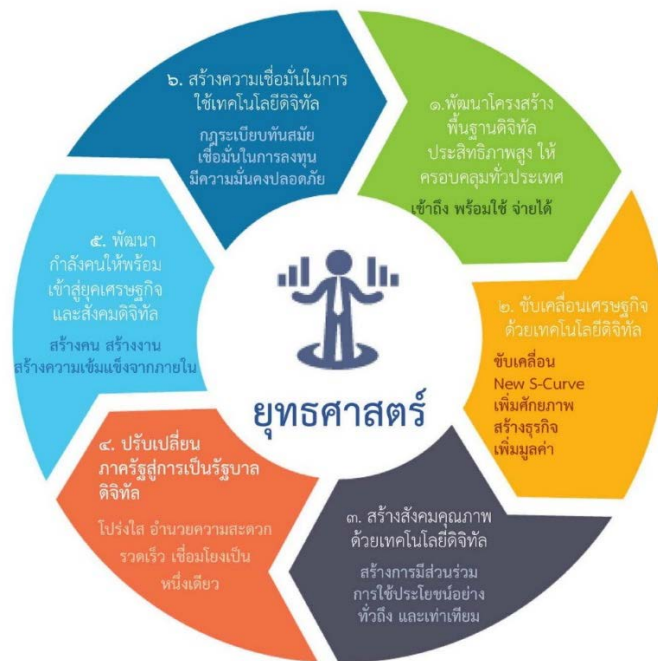 ๑.พัฒนาโครงสร้าง
พื้นฐานดิจิทัล
ประสิทธิภาพสูง ให้
ครอบคลุมทั่วประเทศ
เข้าถึง พร้อมใช้ จ่ายได้
๒. ขับเคลื่อนเศรษฐกิจ
ด้วยเทคโนโลยีดิจิทัล
ขับเคลื่อน
New S-Curve
เพิ่มศักยภาพ
สร้างธุรกิจ
เพิ่มมูลค่า
๓. สร้างสังคมคุณภาพ
ด้วยเทคโนโลยีดิจิทัล
สร้างการมีส่วนร่วม
การใช้ประโยชน์อย่าง
ทั่วถึง และเท่าเทียม
๔. ปรับเปลี่ยน
ภาครัฐสู่การเป็นรัฐบาล
ดิจิทัล
โปร่งใส อำนวยความสะดวก
รวดเร็ว เชื่อมโยงเป็น
หนึ่งเดียว
๕. พัฒนา
กำลังคนให้พร้อม
เข้าสู่ยุคเศรษฐกิจ
และสังคมดิจิทัล
สร้างคน สร้างงาน
สร้างความเข้มแข็งจากภายใน
๖. สร้างความเชื่อมั่นในการ
ใช้เทคโนโลยีดิจิทัล
กฎระเบียบทันสมัย
เชื่อมั่นในการลงทุน
มีความมั่นคงปลอดภัย
ยุทธศาสตร์